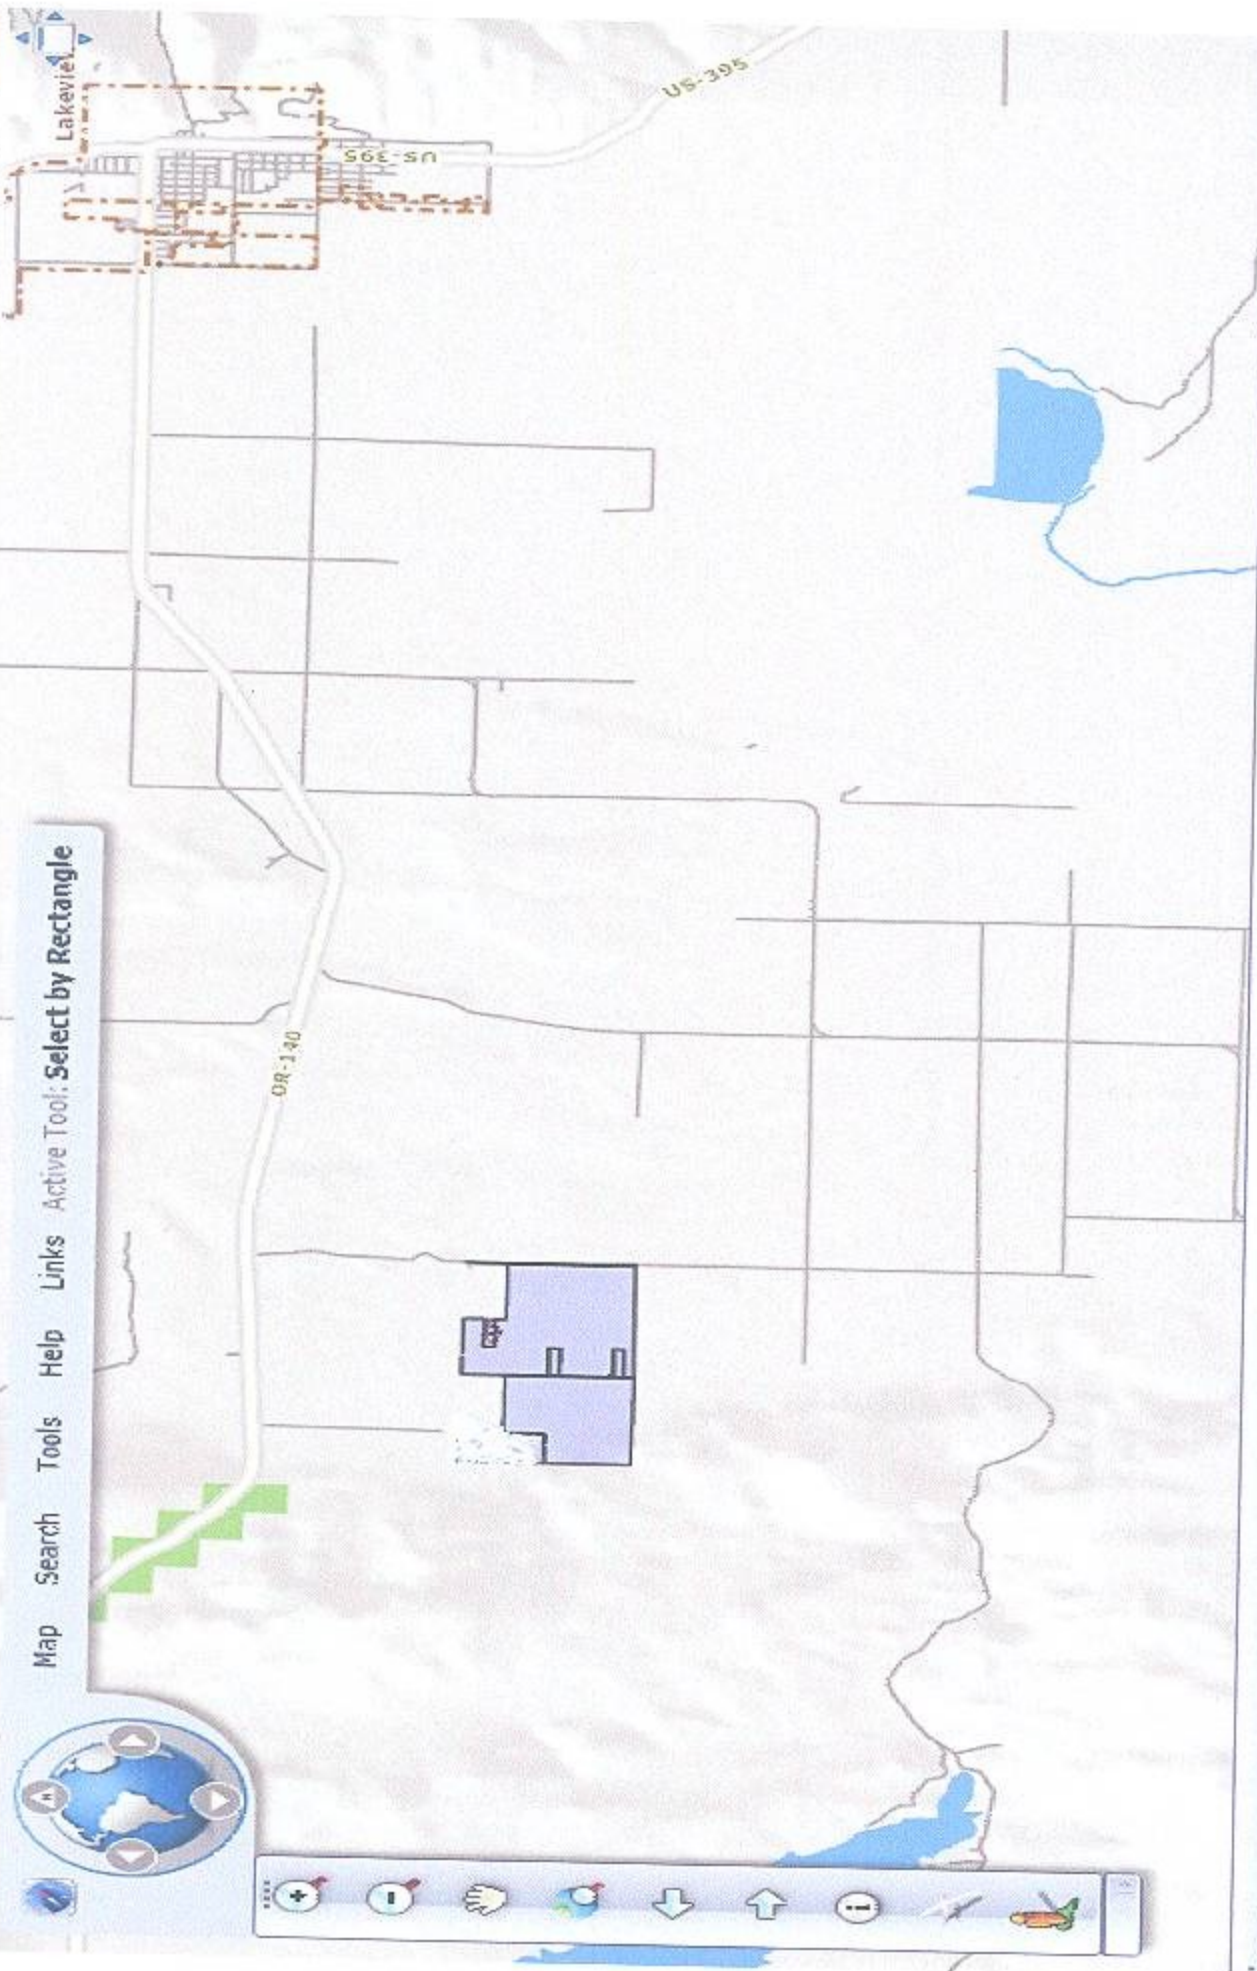 Map Search Tools Help Links Active Tool: Select by Rectangle
N
Lakeview
US-395
US-395
OR-140